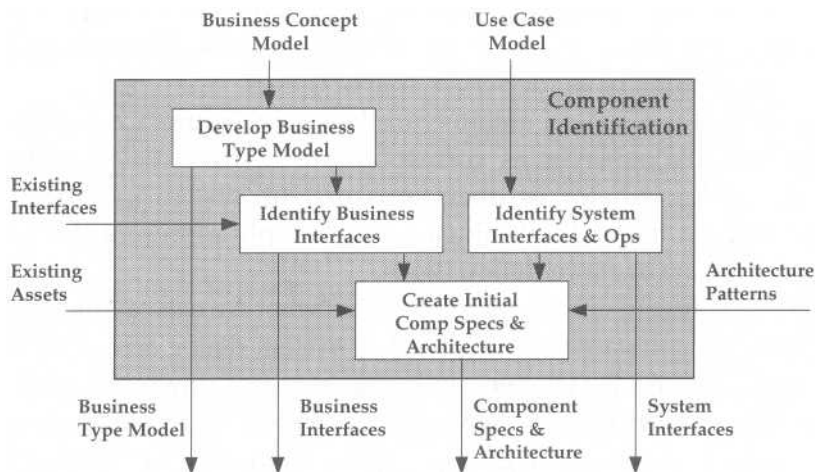 Business Concept
Model
Use Case
Model
Component
Identification
Develop Business
Type Model
Existing
Interfaces
Identify Business
Interfaces
Identify System
Interfaces & Ops
Existing
Assets
Create Initial
Comp Specs &
Architecture
Architecture
Patterns
Business
Type Model
Business
Interfaces
Component
Specs &
Architecture
System
Interfaces